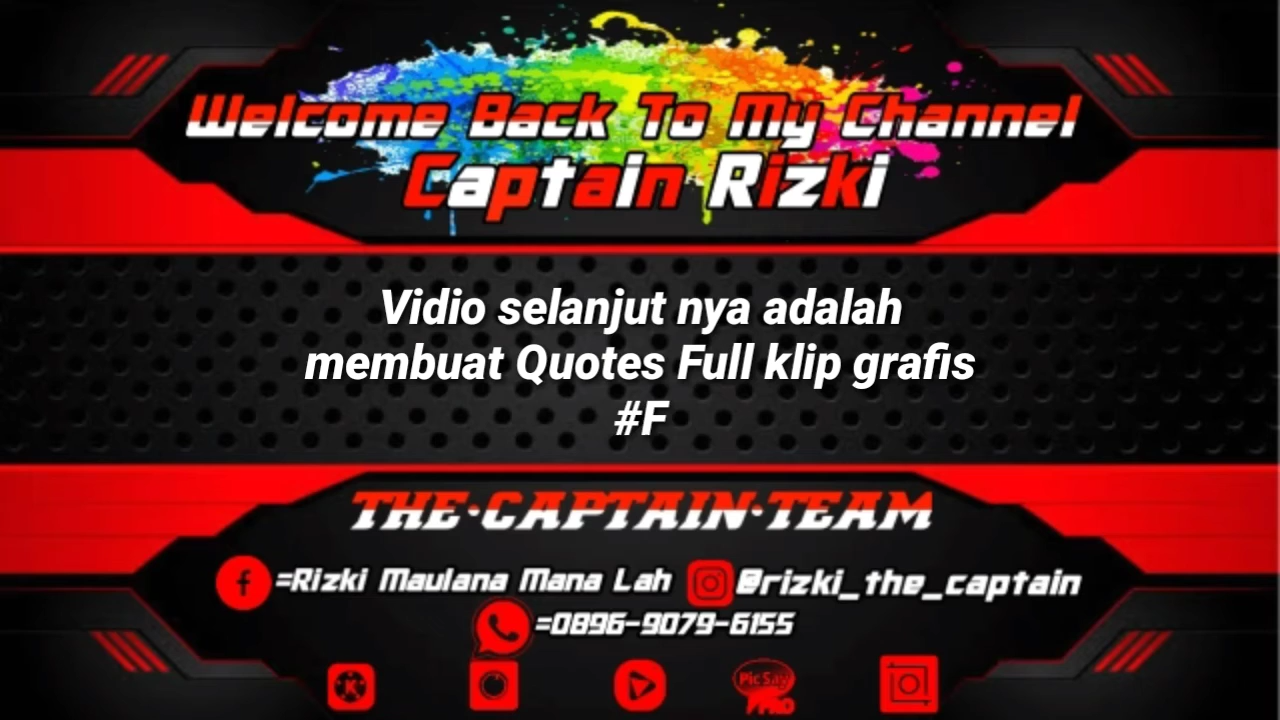 Welcome Back To My Channel
Captain Rizki
Vidio selanjut nya adalah
membuat Quotes Full klip grafis
#F
THE•CAPTAIN•TEAM
=Rizki Maulana Mana Lah @rizki_the_captain
=0896-9079-6155
PicSay PRO